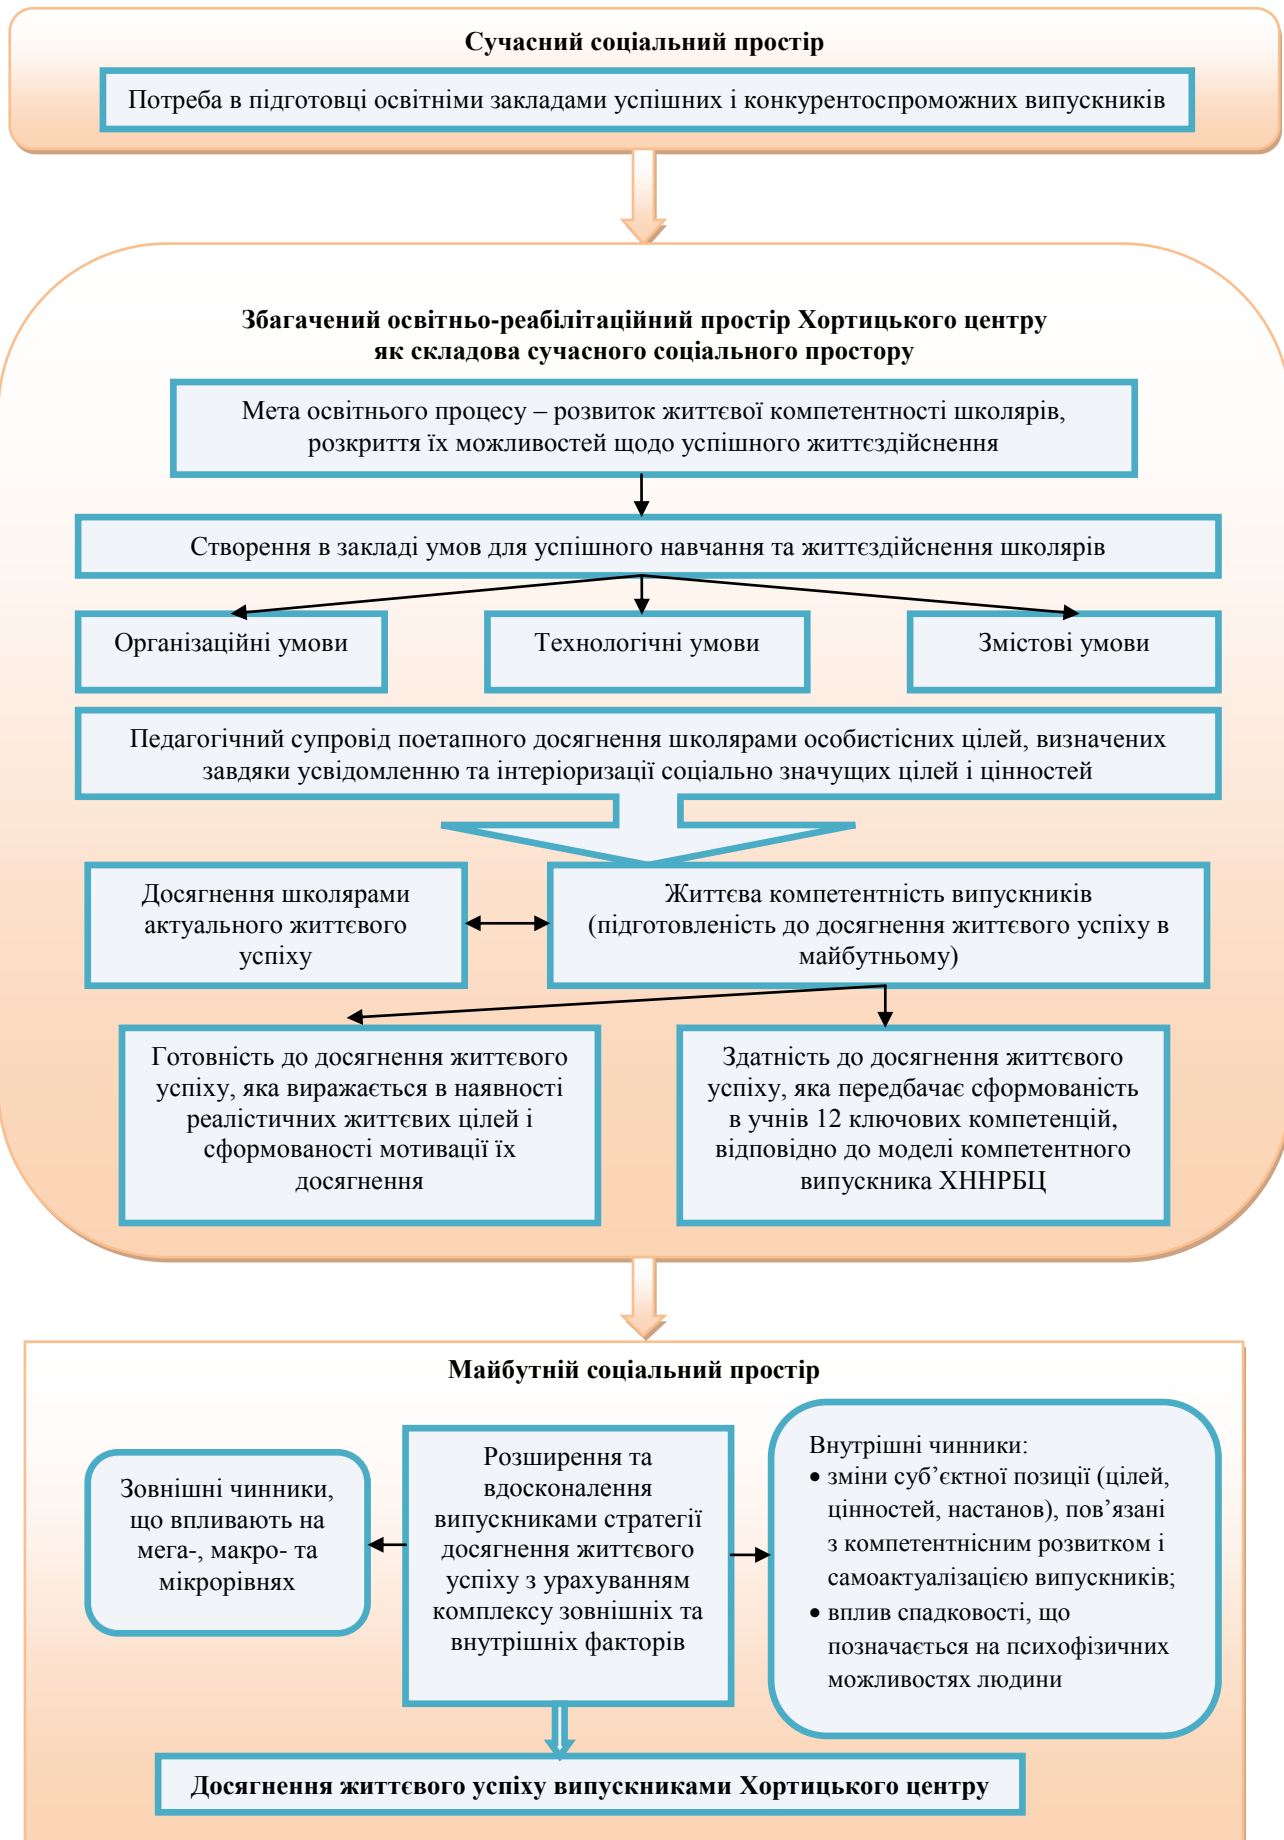 Сучасний соціальний простір
Потреба в підготовці освітніми закладами успішних і конкурентоспроможних випускників
Збагачений освітньо-реабілітаційний простір Хортицького центру
як складова сучасного соціального простору
Мета освітнього процесу – розвиток життєвої компетентності школярів,
розкриття їх можливостей щодо успішного життєздійснення
Створення в закладі умов для успішного навчання та життєздійснення школярів
Організаційні умови
Технологічні умови
Змістові умови
Педагогічний супровід поетапного досягнення школярами особистісних цілей, визначених
завдяки усвідомленню та інтеріоризації соціально значущих цілей і цінностей
Досягнення школярами
актуального життєвого
успіху
Життєва компетентність випускників
(підготовленість до досягнення життєвого успіху в
майбутньому)
Готовність до досягнення життєвого
успіху, яка виражається в наявності
реалістичних життєвих цілей і
сформованості мотивації їх
досягнення
Здатність до досягнення життєвого
успіху, яка передбачає сформованість
в учнів 12 ключових компетенцій,
відповідно до моделі компетентного
випускника ХННРБЦ
Майбутній соціальний простір
Зовнішні чинники,
що впливають на
мега-, макро- та
мікрорівнях
Розширення та
вдосконалення
випускниками стратегії
досягнення життєвого
успіху з урахуванням
комплексу зовнішніх та
внутрішніх факторів
Внутрішні чинники:
• зміни суб’єктної позиції (цілей,
цінностей, настанов), пов’язані
з компетентнісним розвитком і
самоактуалізацією випускників;
• вплив спадковості, що
позначається на психофізичних
можливостях людини
Досягнення життєвого успіху випускниками Хортицького центру